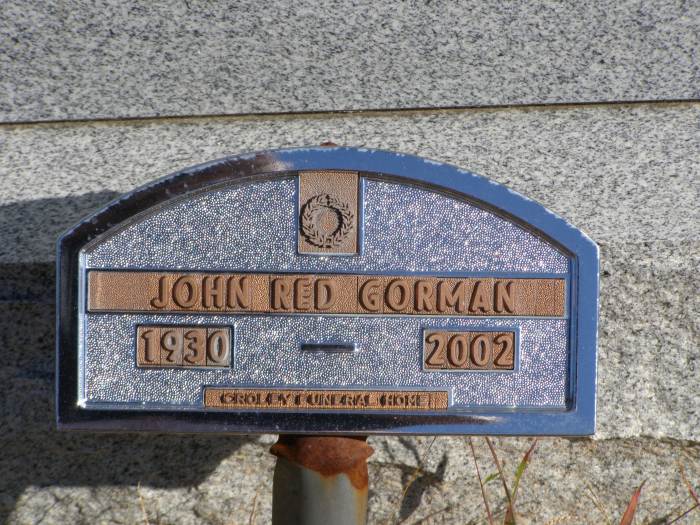 JOHN RED GORMAN
1930 - 2002
CROLEY FUNERAL HOME